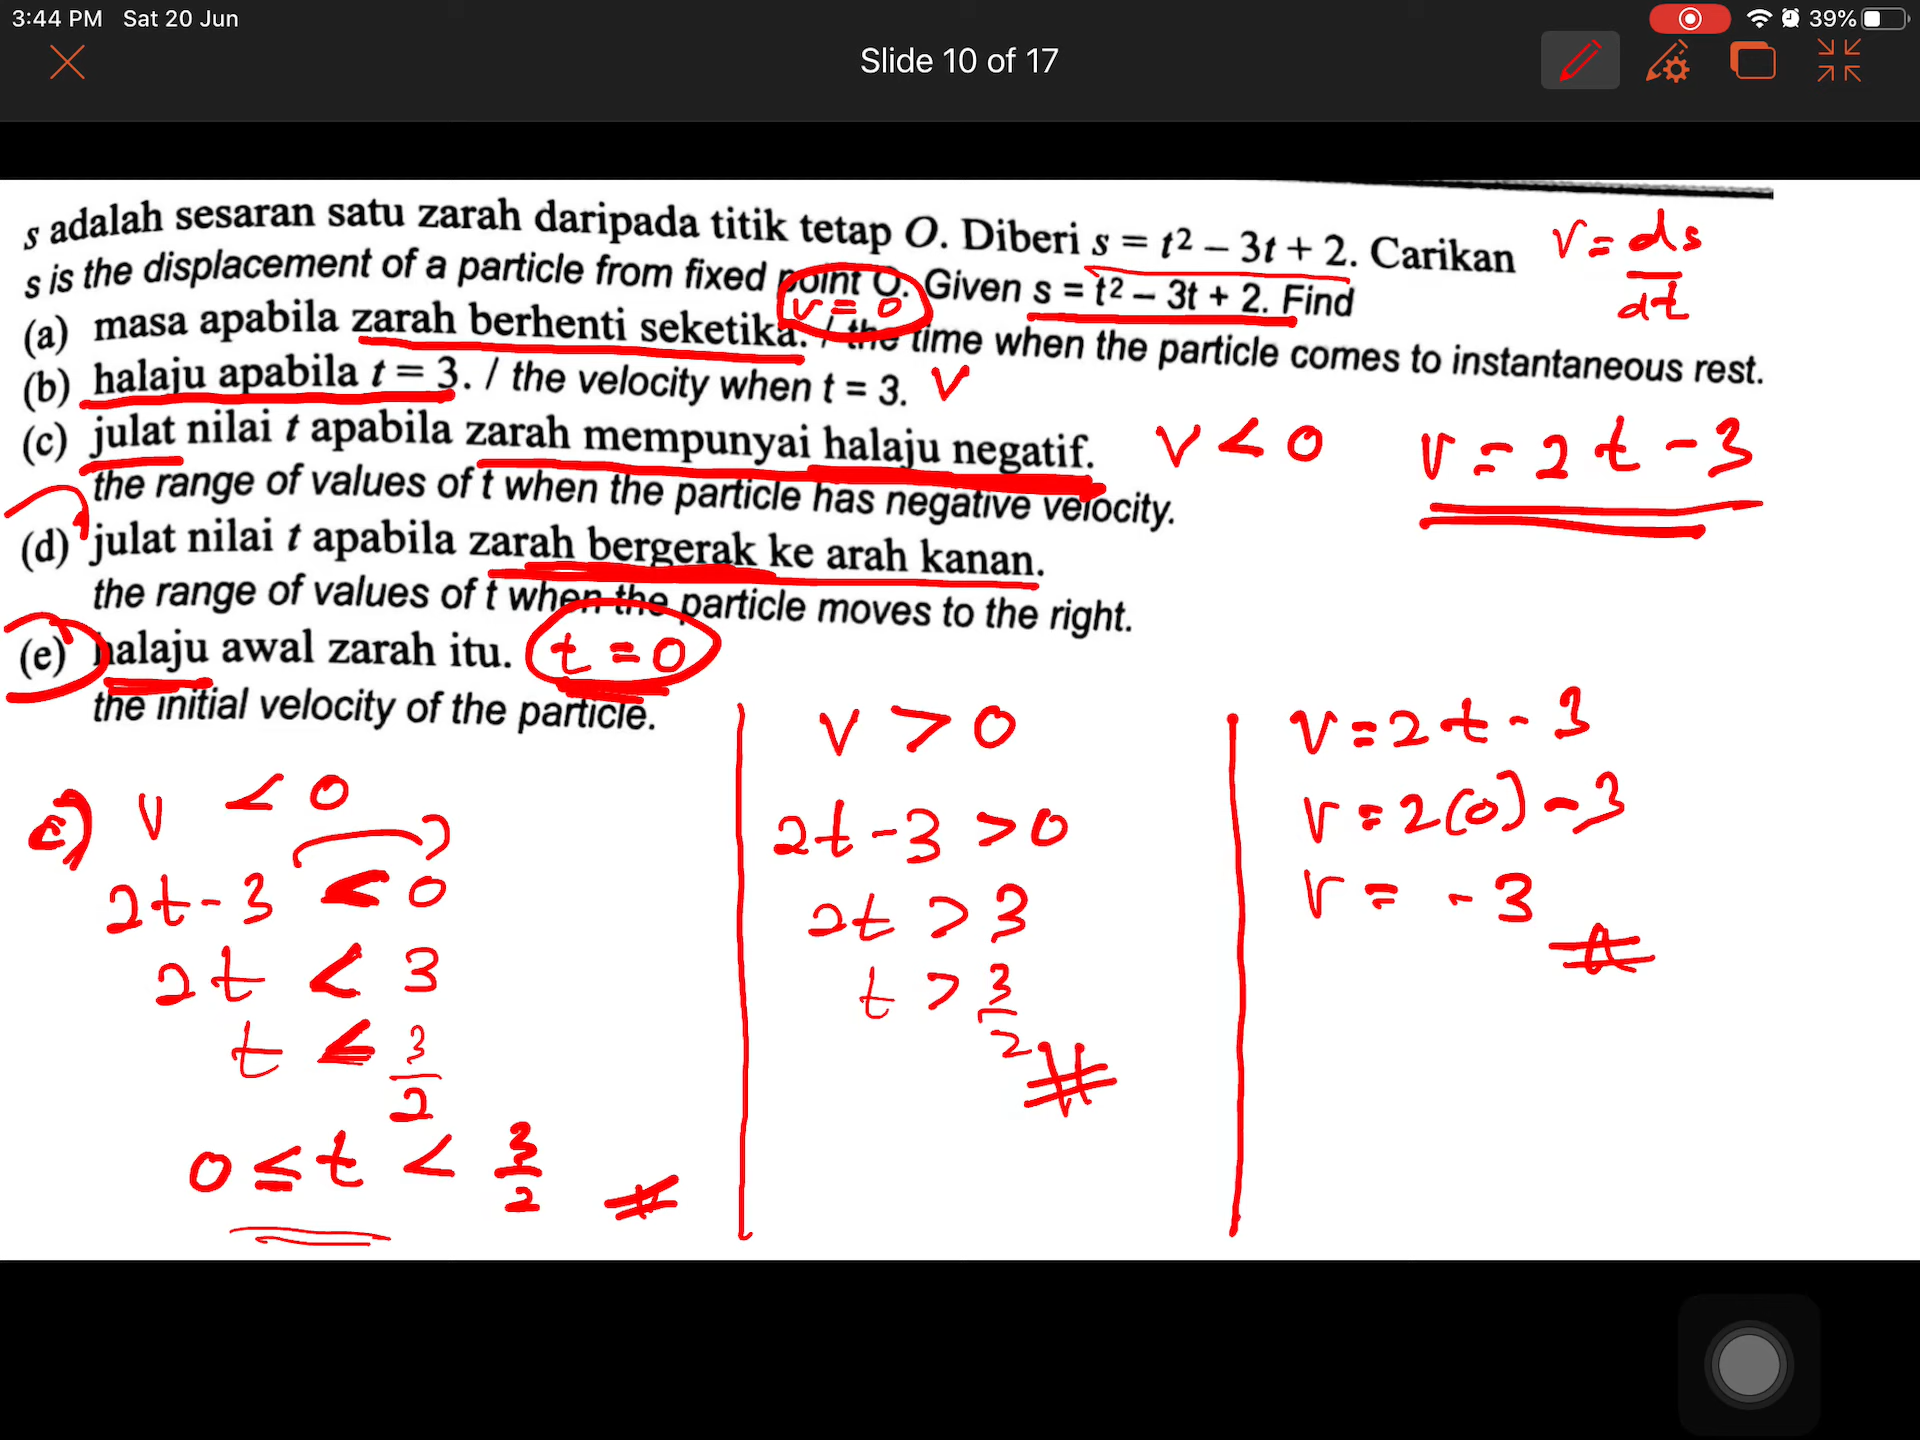 3:44 PM Sat 20 Jun
39%
Slide 10 of 17
s adalah sesaran satu zarah daripada titik tetap O. Diberi s = t² – 3t + 2. Carikan
s is the displacement of a particle from fixed point O. Given s = t² – 3t + 2. Find
v = ds/dt
v = 0
(a) masa apabila zarah berhenti seketika. / the time when the particle comes to instantaneous rest.
(b) halaju apabila t = 3. / the velocity when t = 3. v
(c) julat nilai t apabila zarah mempunyai halaju negatif. v < 0 v = 2t - 3
the range of values of t when the particle has negative velocity.
(d) julat nilai t apabila zarah bergerak ke arah kanan.
the range of values of t when the particle moves to the right.
(e) halaju awal zarah itu. t = 0
the initial velocity of the particle.
c) v < 0
2t - 3 < 0
2t < 3
t < 3/2
0 ≤ t < 3/2
v > 0
2t - 3 > 0
2t > 3
t > 3/2
v = 2t - 3
v = 2(0) - 3
v = -3